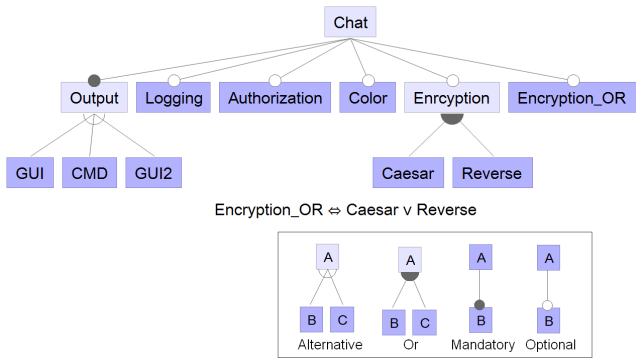 Chat
Output Logging Authorization Color Enrcyption Encryption_OR
GUI CMD GUI2 Caesar Reverse
Encryption_OR ⇔ Caesar ∨ Reverse
A A A A
B C B C B B
Alternative Or Mandatory Optional